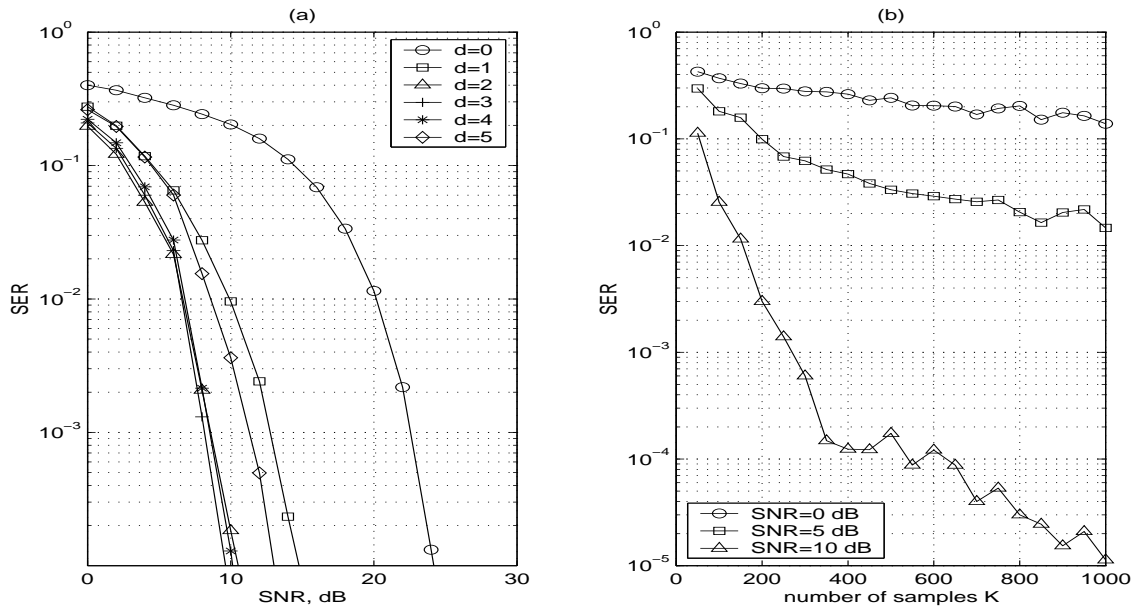 (a)
10^0
10^-1
10^-2
10^-3
SER
0
10
20
30
SNR, dB
d=0
d=1
d=2
d=3
d=4
d=5
(b)
10^0
10^-1
10^-2
10^-3
10^-4
10^-5
SER
0
200
400
600
800
1000
number of samples K
SNR=0 dB
SNR=5 dB
SNR=10 dB